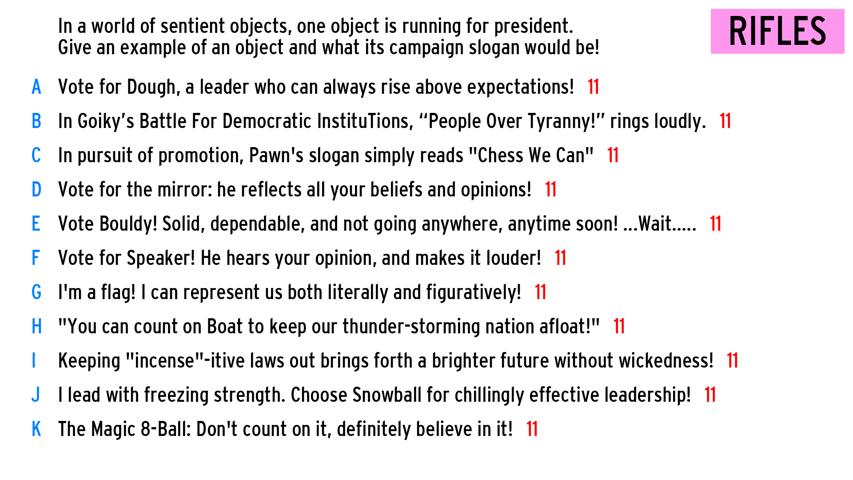 In a world of sentient objects, one object is running for president.
Give an example of an object and what its campaign slogan would be!
RIFLES
A Vote for Dough, a leader who can always rise above expectations! 11
B In Goiky's Battle For Democratic InstituTions, “People Over Tyranny!” rings loudly. 11
C In pursuit of promotion, Pawn's slogan simply reads "Chess We Can" 11
D Vote for the mirror: he reflects all your beliefs and opinions! 11
E Vote Bouldy! Solid, dependable, and not going anywhere, anytime soon! ...Wait..... 11
F Vote for Speaker! He hears your opinion, and makes it louder! 11
G I'm a flag! I can represent us both literally and figuratively! 11
H "You can count on Boat to keep our thunder-storming nation afloat!" 11
I Keeping "incense"-itive laws out brings forth a brighter future without wickedness! 11
J I lead with freezing strength. Choose Snowball for chillingly effective leadership! 11
K The Magic 8-Ball: Don't count on it, definitely believe in it! 11